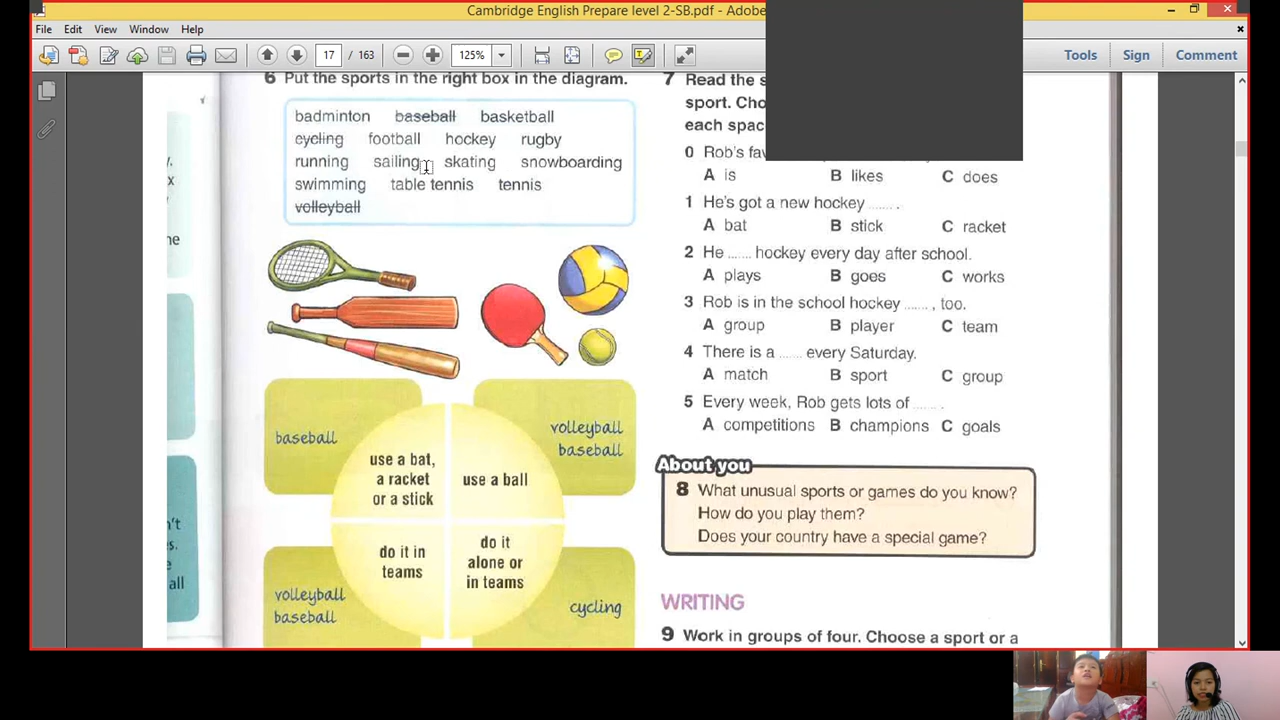 Cambridge English Prepare level 2-SB.pdf - Adobe
File Edit View Window Help
17 / 163 125% Tools Sign Comment
6 Put the sports in the right box in the diagram.
badminton baseball basketball
cycling football hockey rugby
running sailing skating snowboarding
swimming table tennis tennis
volleyball
baseball
volleyball
baseball
use a bat,
a racket
or a stick
use a ball
do it in
teams
do it
alone or
in teams
volleyball
baseball
cycling
7 Read the
sport.
each spac
0 Rob's
A is B likes C does
1 He's got a new hockey ...... .
A bat B stick C racket
2 He ...... hockey every day after school.
A plays B goes C works
3 Rob is in the school hockey ...... , too.
A group B player C team
4 There is a ...... every Saturday.
A match B sport C group
5 Every week, Rob gets lots of ...... .
A competitions B champions C goals
About you
8 What unusual sports or games do you know?
How do you play them?
Does your country have a special game?
WRITING
9 Work in groups of four. Choose a sport or a